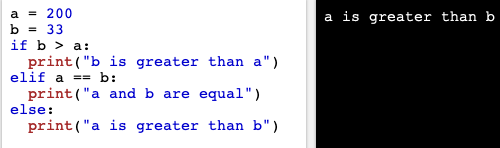 a = 200
b = 33
if b > a:
  print("b is greater than a")
elif a == b:
  print("a and b are equal")
else:
  print("a is greater than b")
a is greater than b